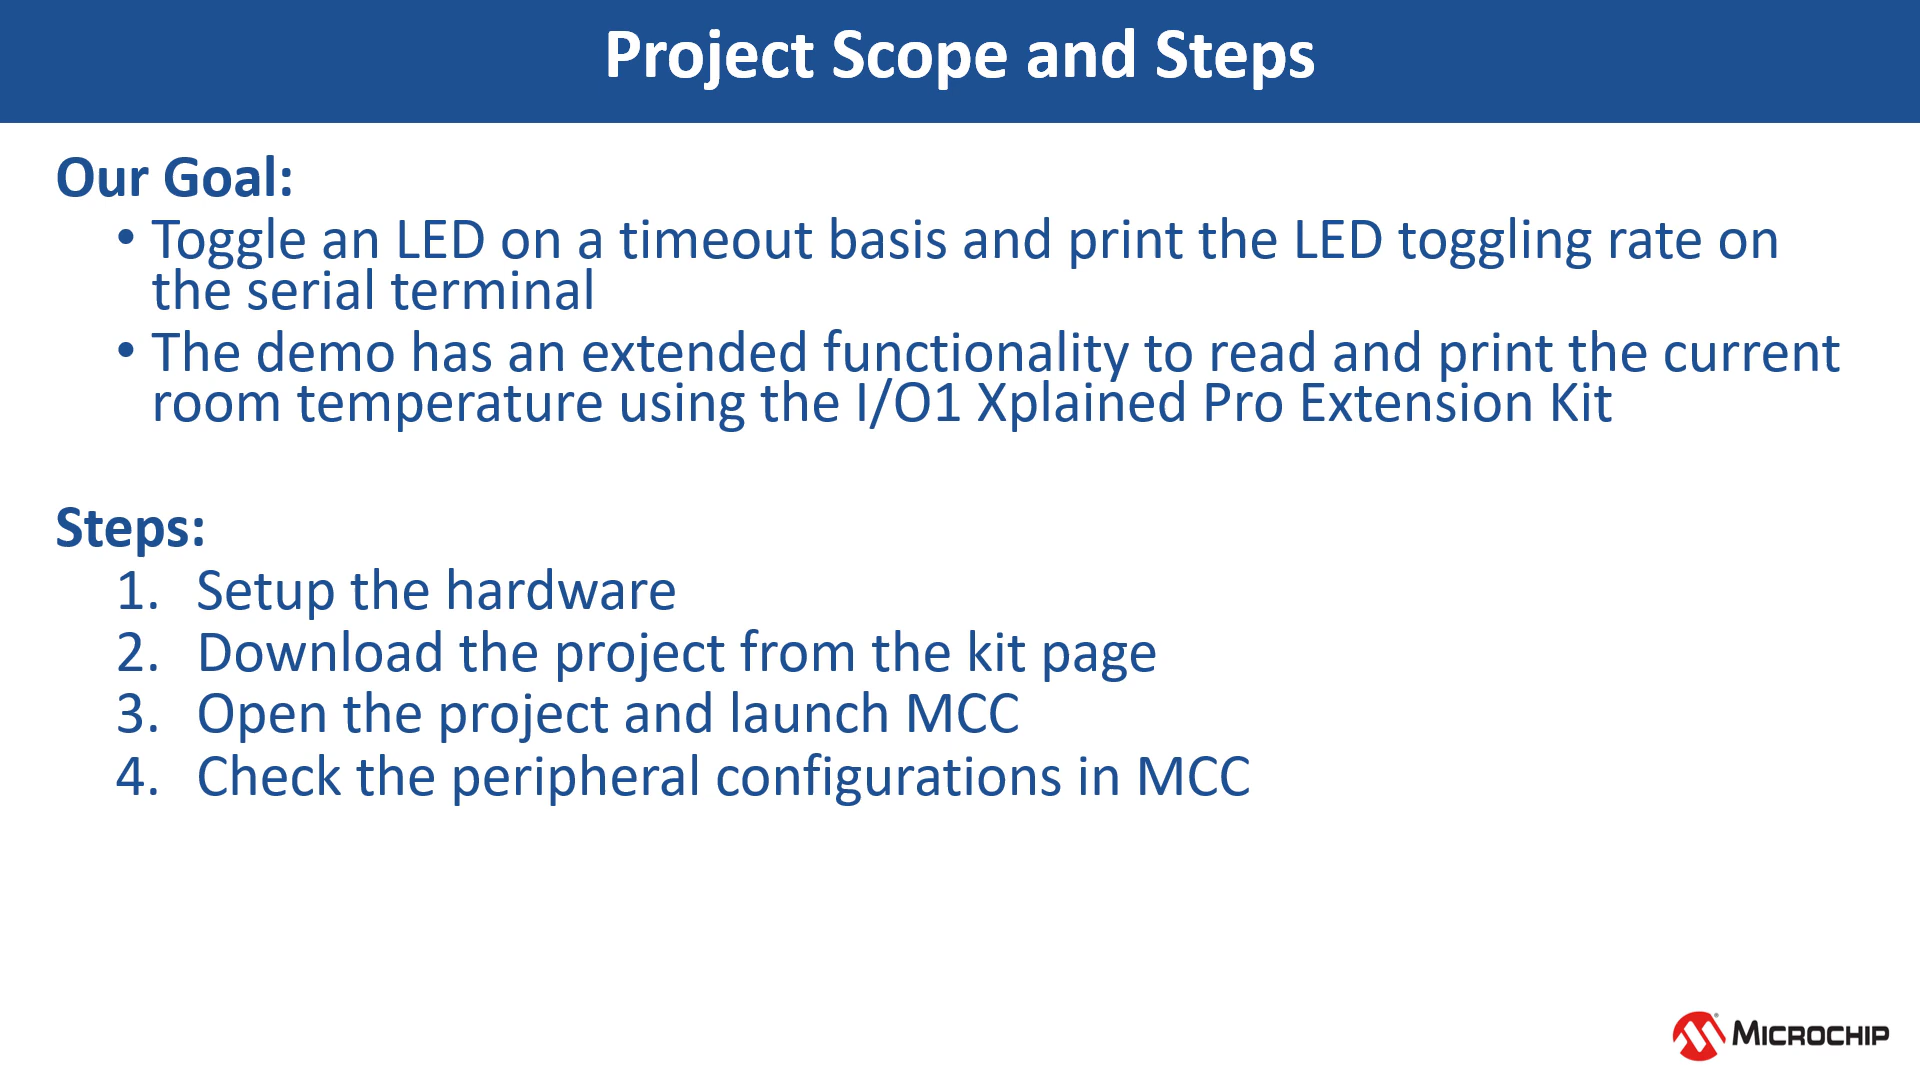 Project Scope and Steps
Our Goal:
• Toggle an LED on a timeout basis and print the LED toggling rate on
the serial terminal
• The demo has an extended functionality to read and print the current
room temperature using the I/O1 Xplained Pro Extension Kit
Steps:
1. Setup the hardware
2. Download the project from the kit page
3. Open the project and launch MCC
4. Check the peripheral configurations in MCC
MICROCHIP